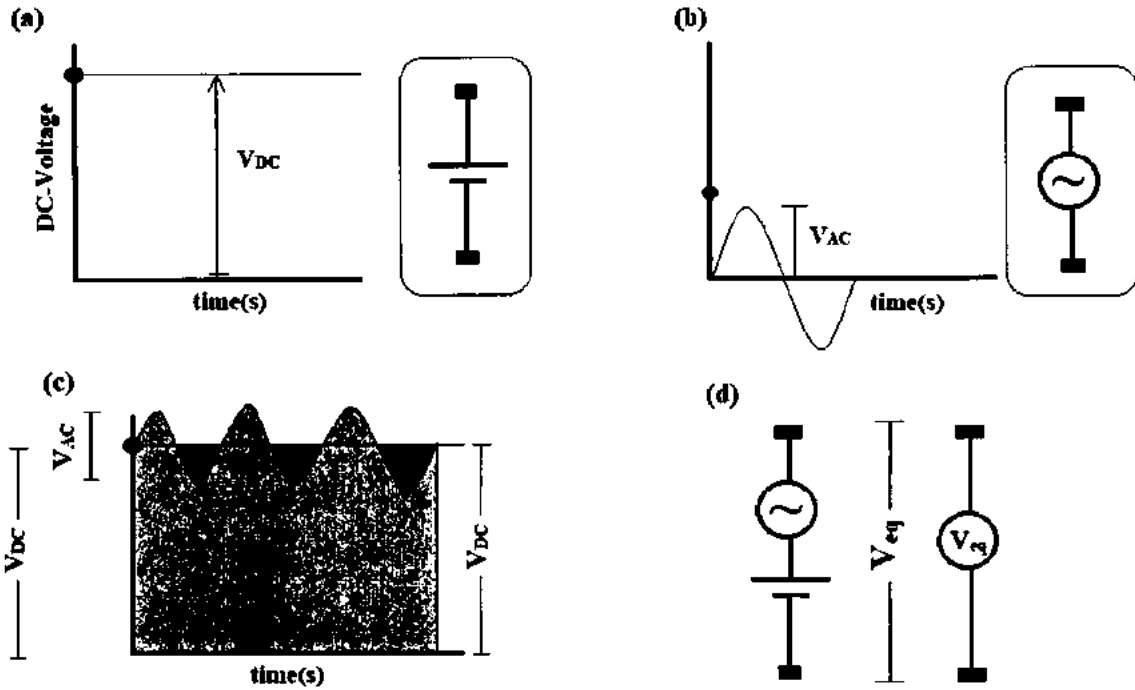 (a)
DC-Voltage
VDC
time(s)
(b)
VAC
time(s)
~
(c)
VAC
VDC
VDC
time(s)
(d)
~
Veq
Veq